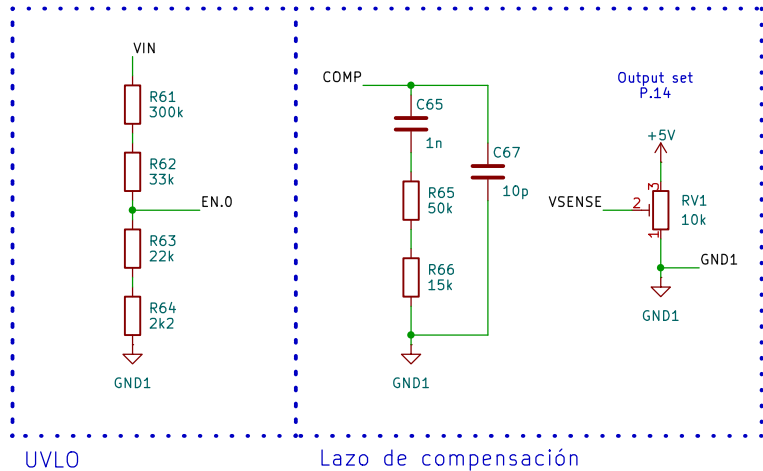 VIN
R61
300k
R62
33k
EN.0
R63
22k
R64
2k2
GND1
UVLO
COMP
C65
1n
C67
10p
R65
50k
R66
15k
GND1
Output set
P.14
+5V
3
VSENSE
2
RV1
10k
1
GND1
GND1
Lazo de compensación